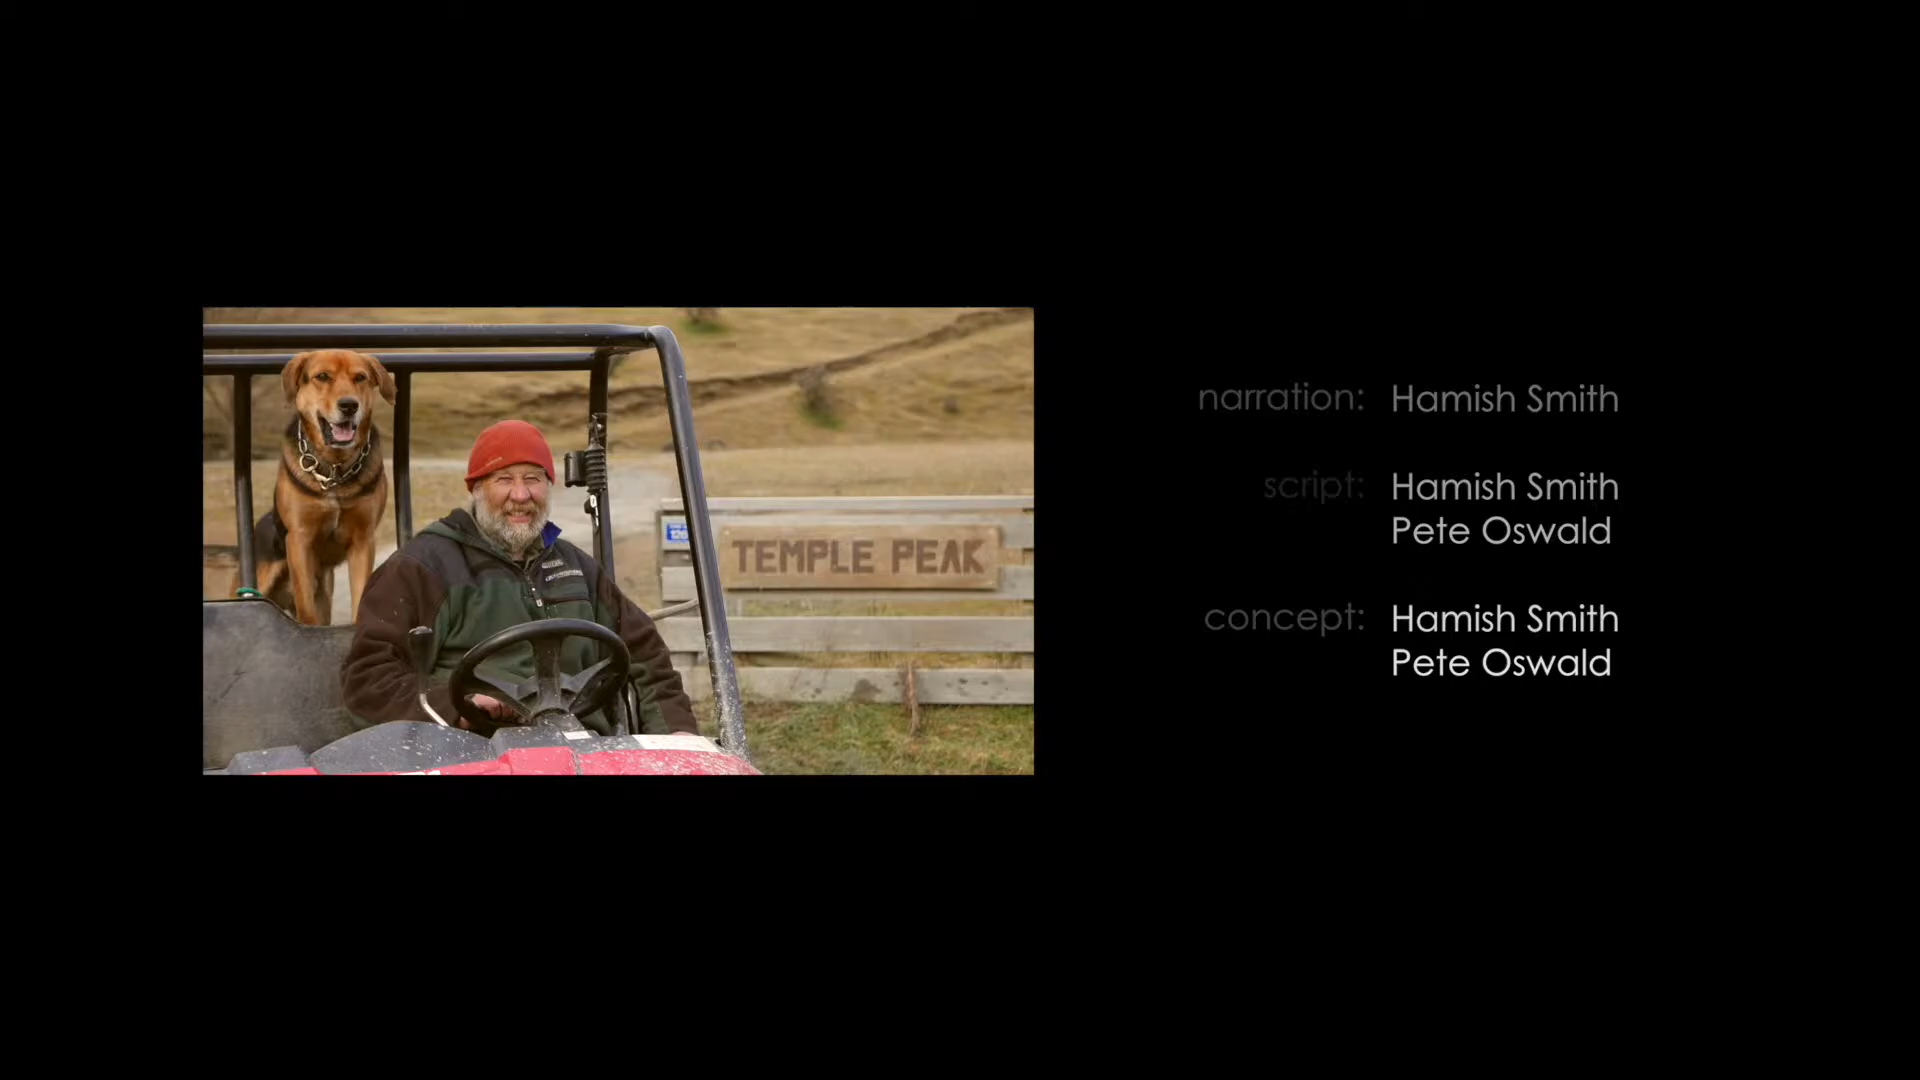 TEMPLE PEAK
narration: Hamish Smith
script: Hamish Smith
Pete Oswald
concept: Hamish Smith
Pete Oswald